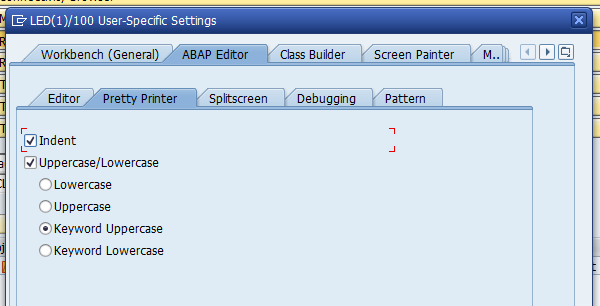 LED(1)/100 User-Specific Settings
Workbench (General) ABAP Editor Class Builder Screen Painter M..
Editor Pretty Printer Splitscreen Debugging Pattern
Indent
Uppercase/Lowercase
Lowercase
Uppercase
Keyword Uppercase
Keyword Lowercase